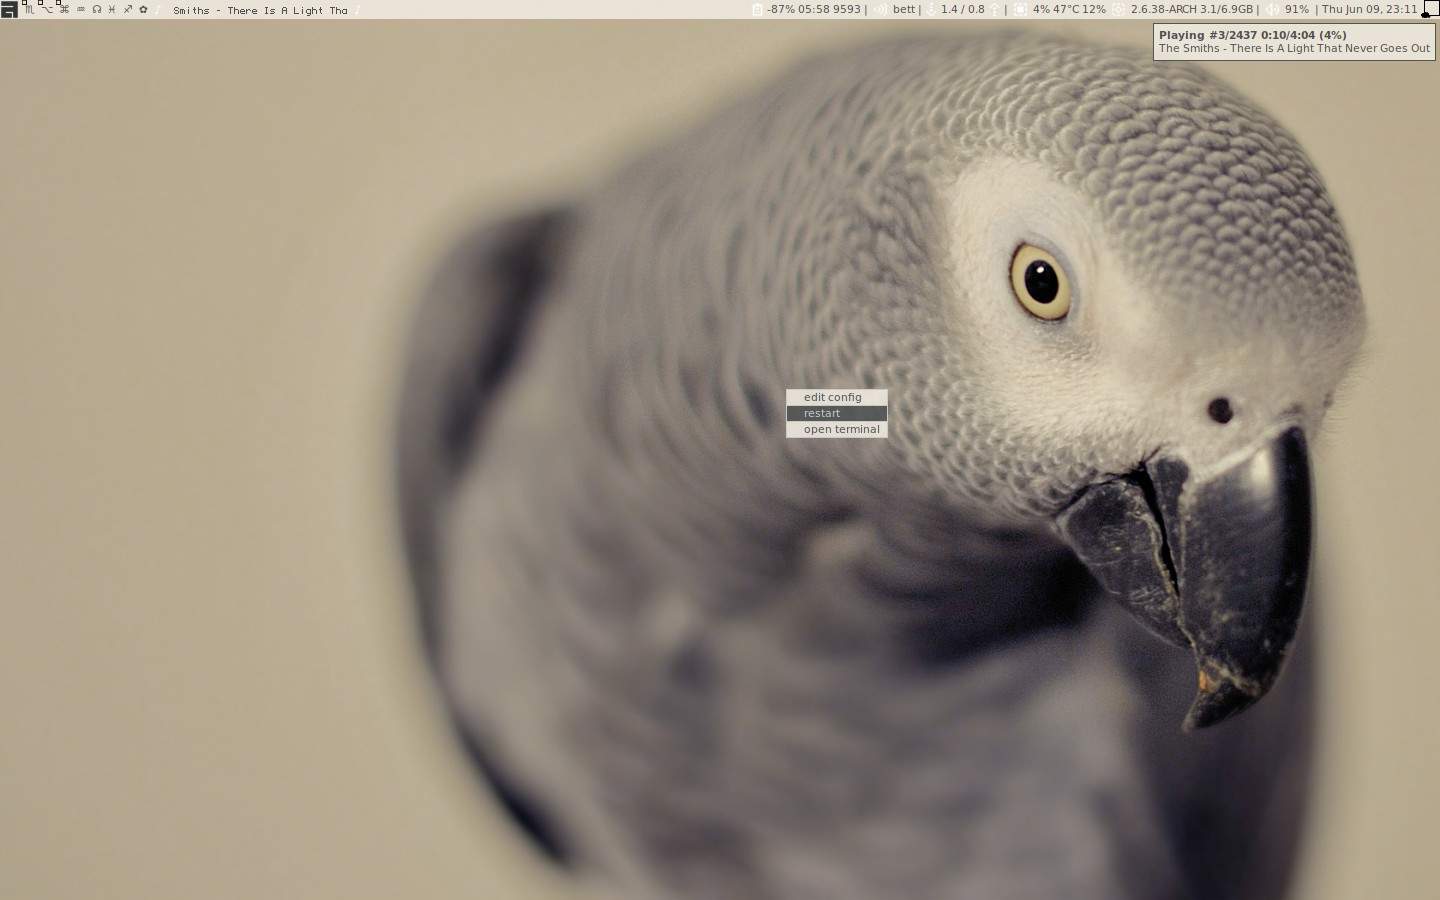 Smiths - There Is A Light Tha
-87% 05:58 9593 | bett | 1.4 / 0.8 | 4% 47°C 12% 2.6.38-ARCH 3.1/6.9GB | 91% | Thu Jun 09, 23:11
Playing #3/2437 0:10/4:04 (4%)
The Smiths - There Is A Light That Never Goes Out
edit config
restart
open terminal